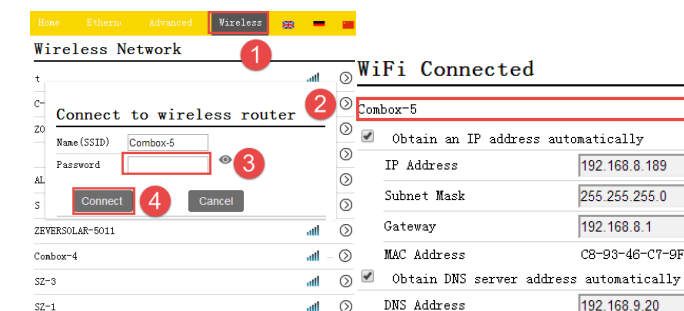 Home Ethern Advanced Wireless
Wireless Network
1
t
C-
2
Connect to wireless router
ZO
Name(SSID) Combox-5
Password
3
AL
S
Connect 4 Cancel
ZEVERSOLAR-5011
Combox-4
SZ-3
SZ-1
WiFi Connected
Combox-5
Obtain an IP address automatically
IP Address 192.168.8.189
Subnet Mask 255.255.255.0
Gateway 192.168.8.1
MAC Address C8-93-46-C7-9F
Obtain DNS server address automatically
DNS Address 192.168.9.20